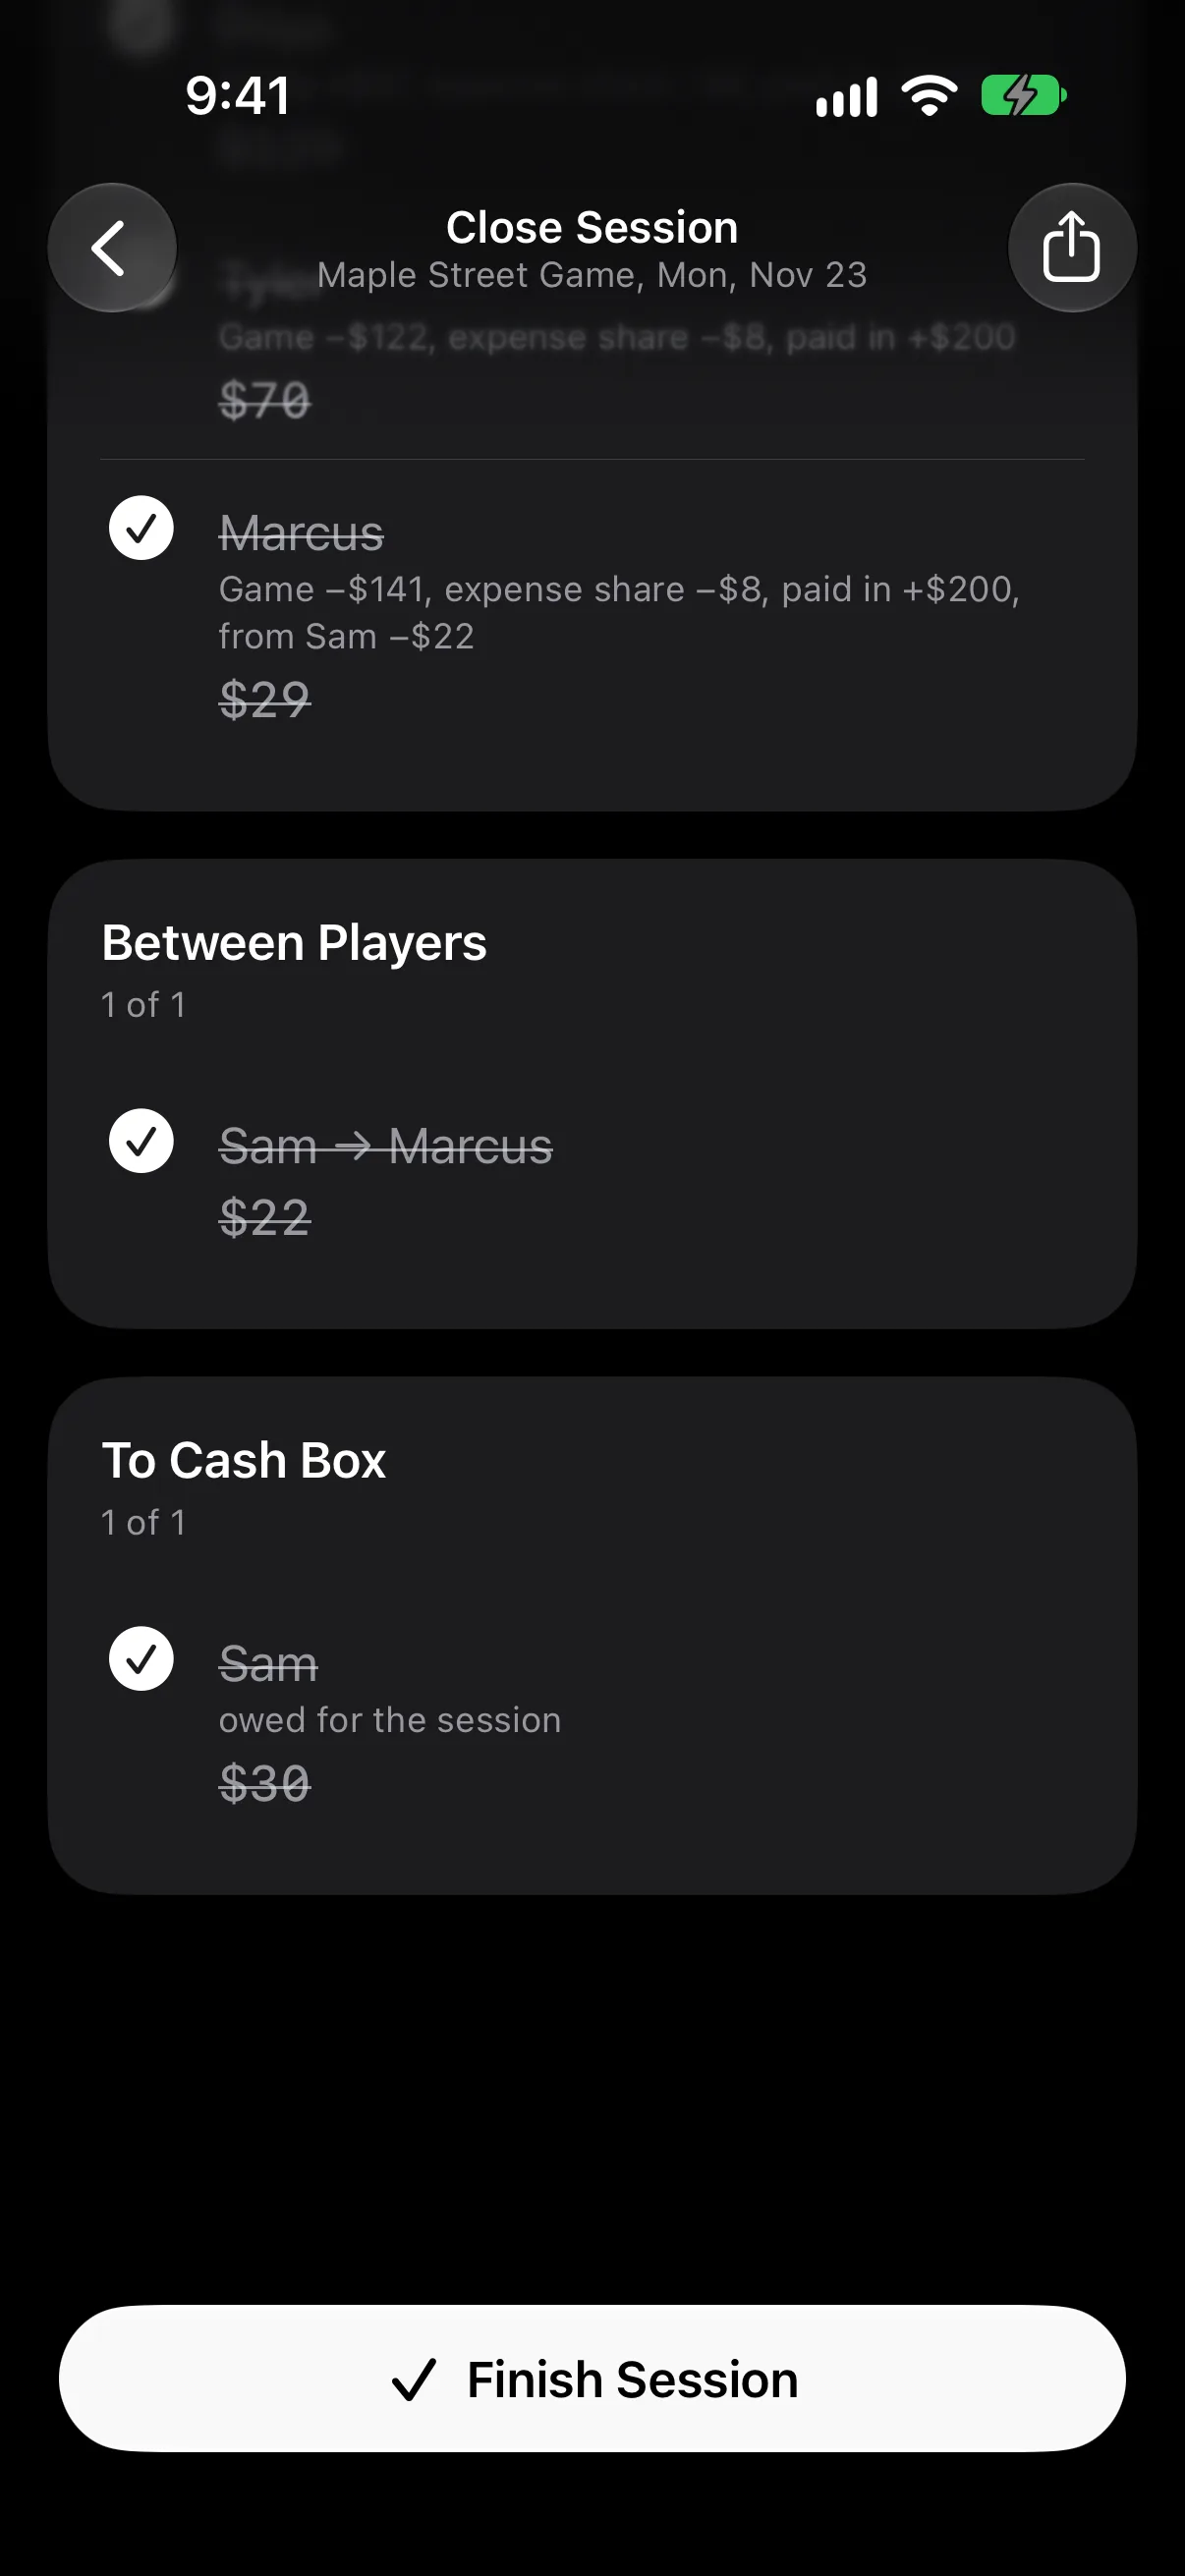 9:41
Close Session
Maple Street Game, Mon, Nov 23
Tyler
Game –$122, expense share –$8, paid in +$200
$70
Marcus
Game –$141, expense share –$8, paid in +$200,
from Sam –$22
$29
Between Players
1 of 1
Sam → Marcus
$22
To Cash Box
1 of 1
Sam
owed for the session
$30
Finish Session